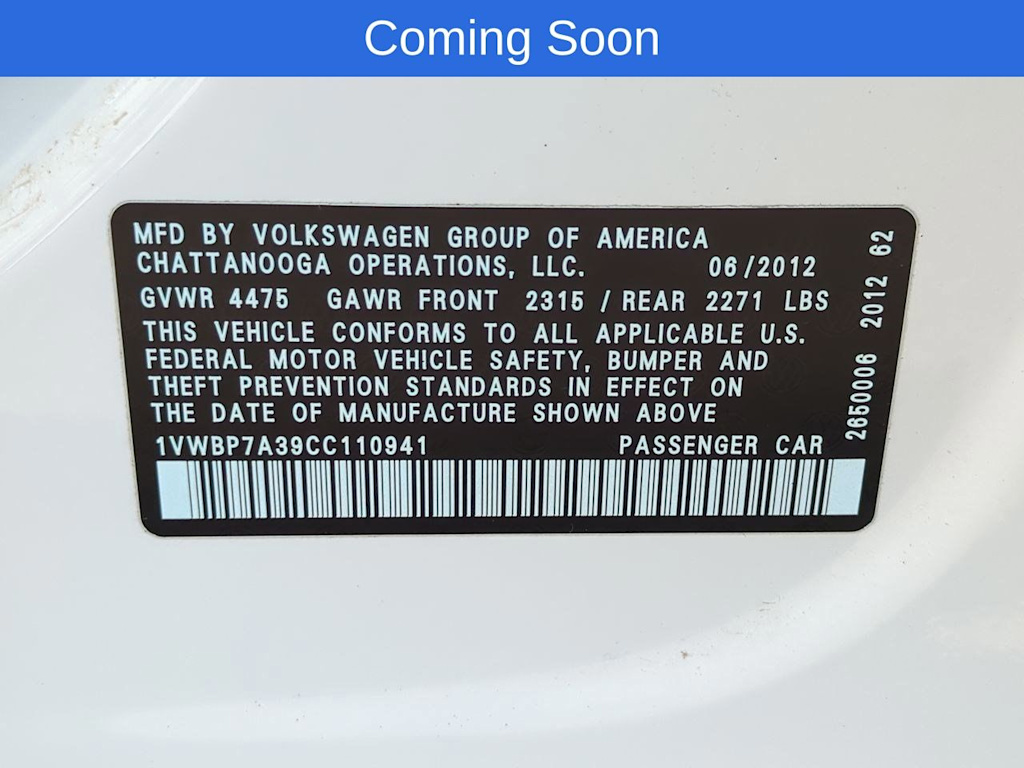 Coming Soon
MFD BY VOLKSWAGEN GROUP OF AMERICA
CHATTANOOGA OPERATIONS, LLC. 06/2012
GVWR 4475 GAWR FRONT 2315 / REAR 2271 LBS
THIS VEHICLE CONFORMS TO ALL APPLICABLE U.S.
FEDERAL MOTOR VEHICLE SAFETY, BUMPER AND
THEFT PREVENTION STANDARDS IN EFFECT ON
THE DATE OF MANUFACTURE SHOWN ABOVE
1VWBP7A39CC110941 PASSENGER CAR
2650006 2012 62